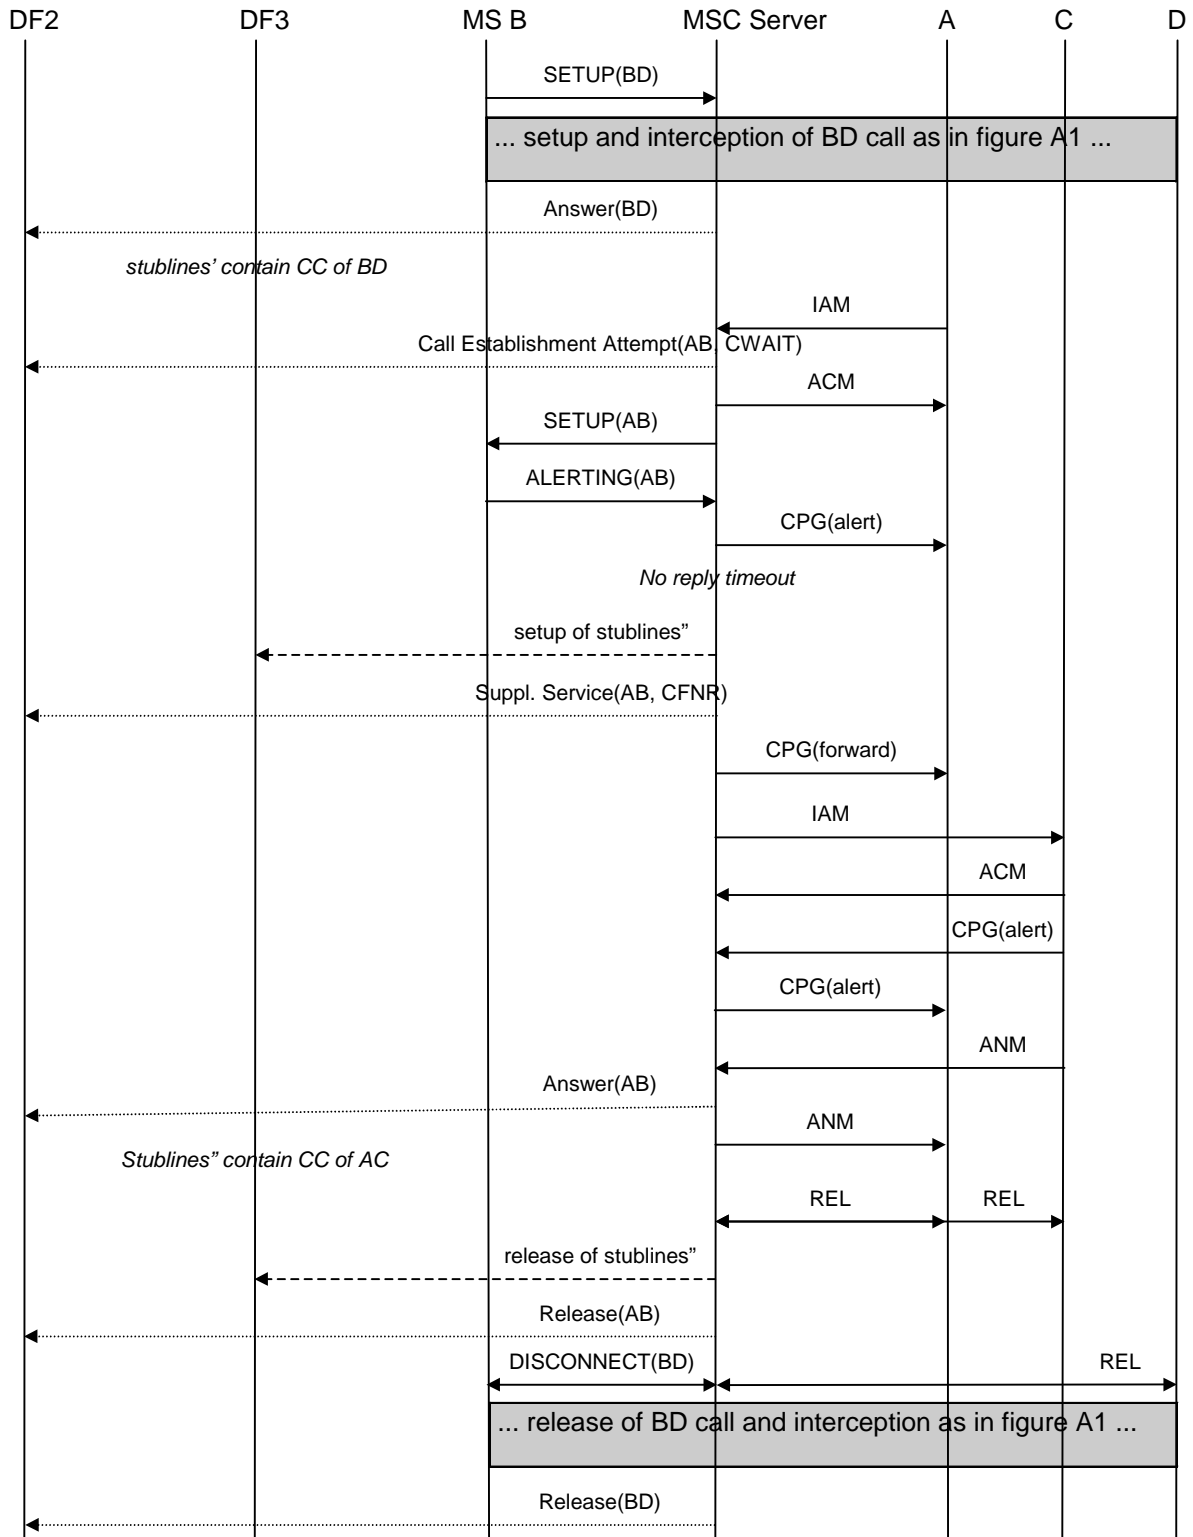 DF2 DF3 MS B MSC Server A C D
SETUP(BD)
... setup and interception of BD call as in figure A1 ...
Answer(BD)
stublines’ contain CC of BD
IAM
Call Establishment Attempt(AB, CWAIT)
ACM
SETUP(AB)
ALERTING(AB)
CPG(alert)
No reply timeout
setup of stublines”
Suppl. Service(AB, CFNR)
CPG(forward)
IAM
ACM
CPG(alert)
CPG(alert)
ANM
Answer(AB)
ANM
Stublines” contain CC of AC
REL REL
release of stublines”
Release(AB)
DISCONNECT(BD) REL
... release of BD call and interception as in figure A1 ...
Release(BD)